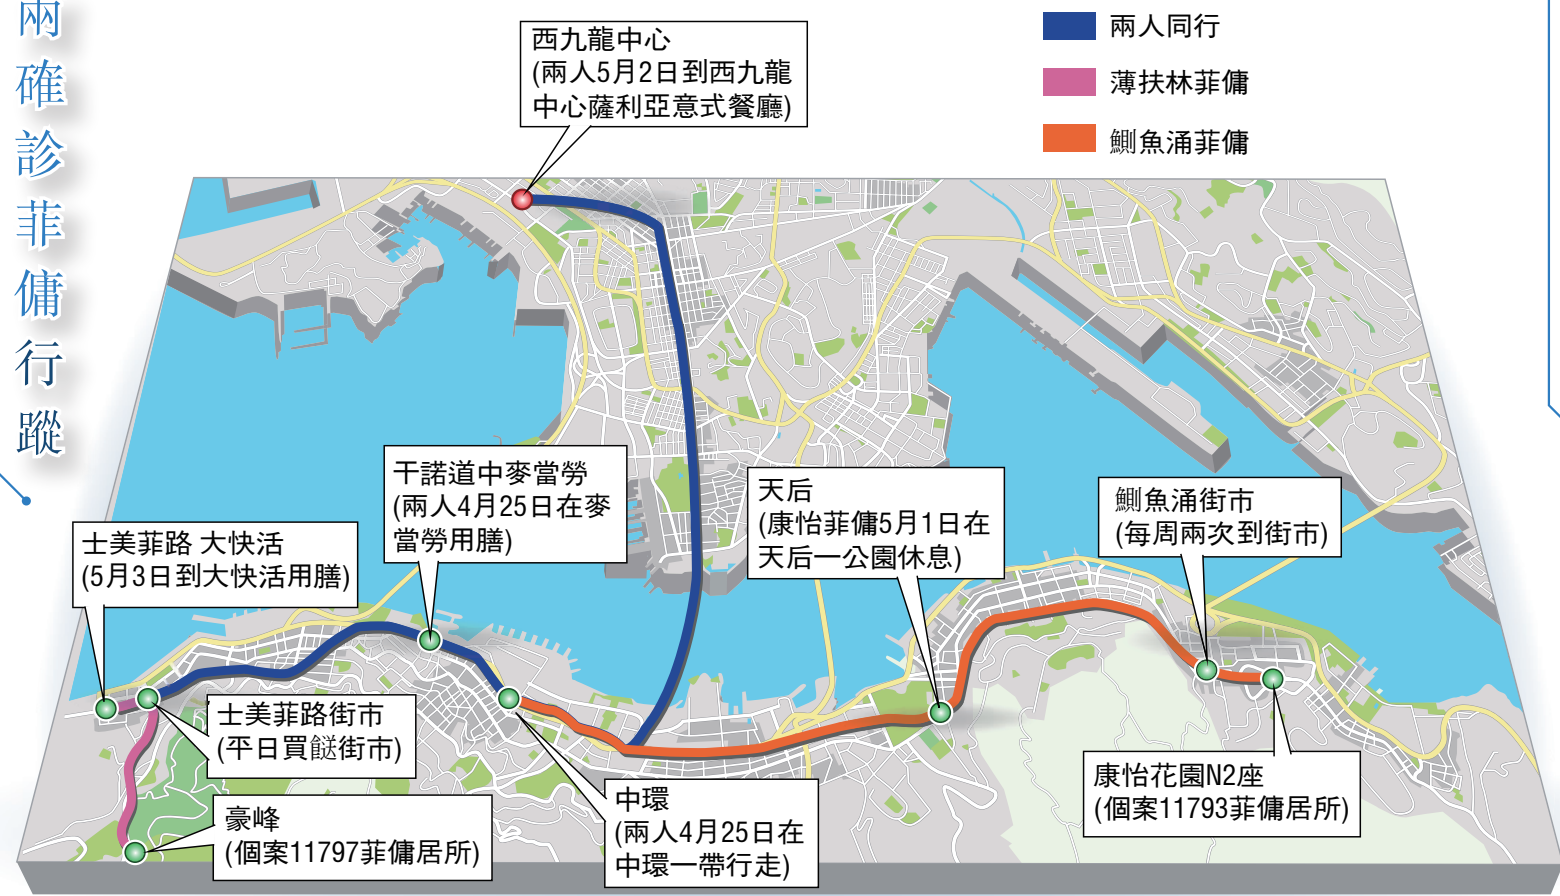 兩確診菲傭行蹤
兩人同行
薄扶林菲傭
鰂魚涌菲傭
西九龍中心
(兩人5月2日到西九龍
中心薩利亞意式餐廳)
干諾道中麥當勞
(兩人4月25日在麥
當勞用膳)
天后
(康怡菲傭5月1日在
天后一公園休息)
鰂魚涌街市
(每周兩次到街市)
士美菲路 大快活
(5月3日到大快活用膳)
士美菲路街市
(平日買餸街市)
豪峰
(個案11797菲傭居所)
中環
(兩人4月25日在
中環一帶行走)
康怡花園N2座
(個案11793菲傭居所)